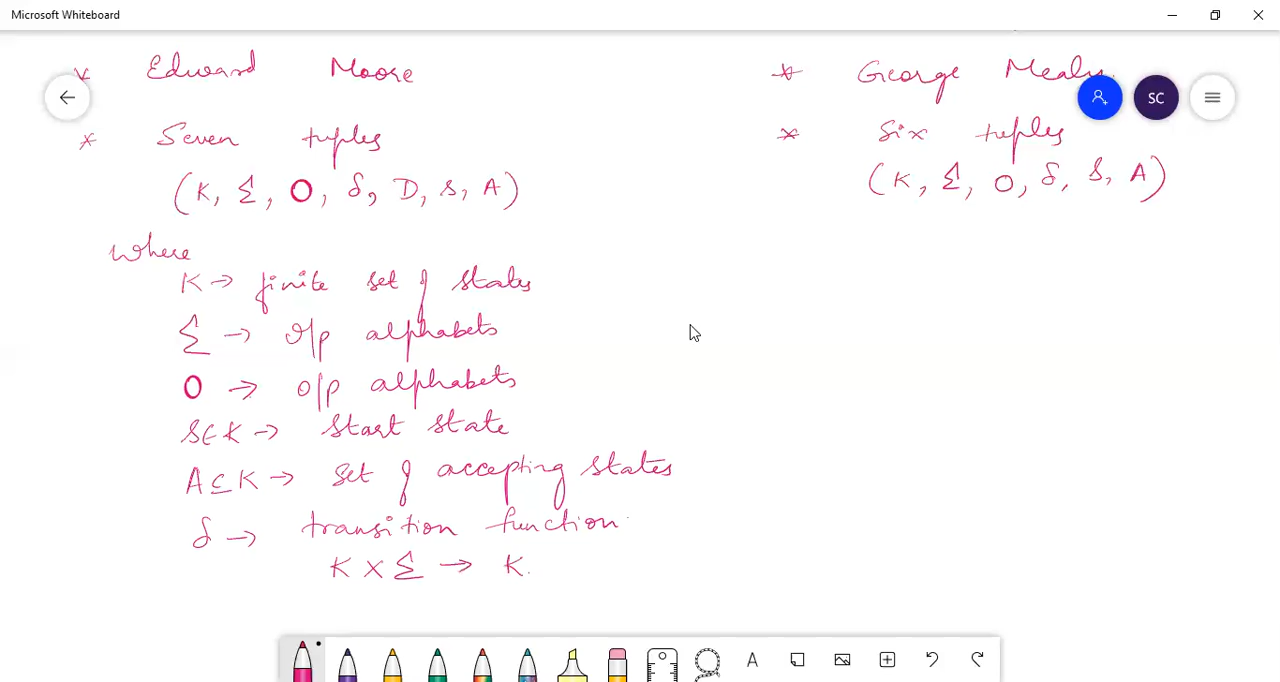 Microsoft Whiteboard
* Edward Moore
* George Mealy
* Seven tuples
(K, Σ, O, δ, D, s, A)
* Six tuples
(K, Σ, O, δ, s, A)
SC
where
K → finite set of states
Σ → i/p alphabets
O → o/p alphabets
s∈K → start state
A⊆K → set of accepting states
δ → transition function
K × Σ → K.
A